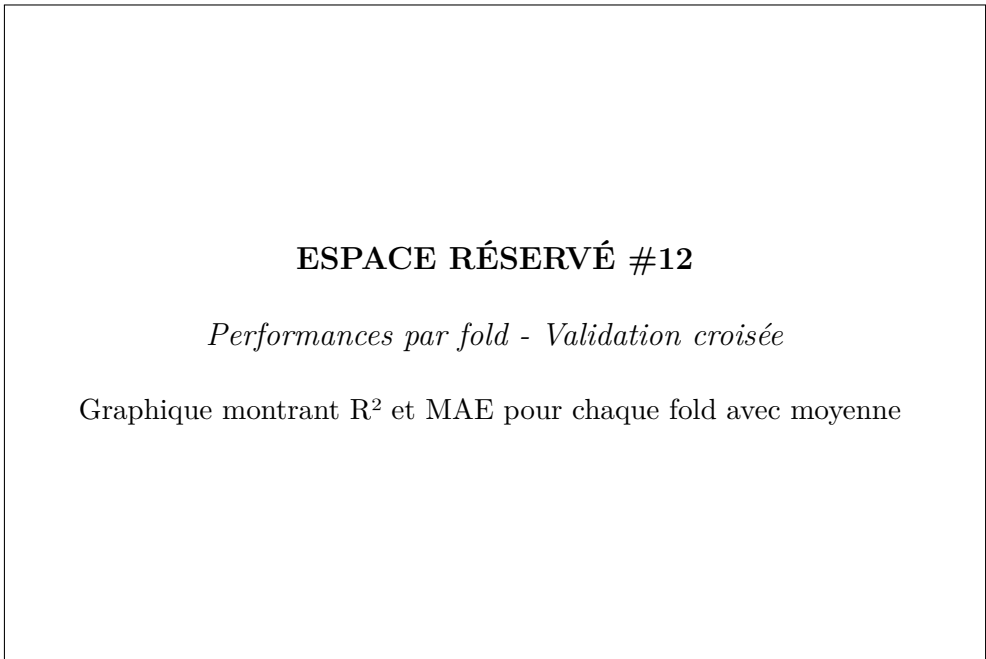 ESPACE RÉSERVÉ #12
Performances par fold - Validation croisée
Graphique montrant R² et MAE pour chaque fold avec moyenne